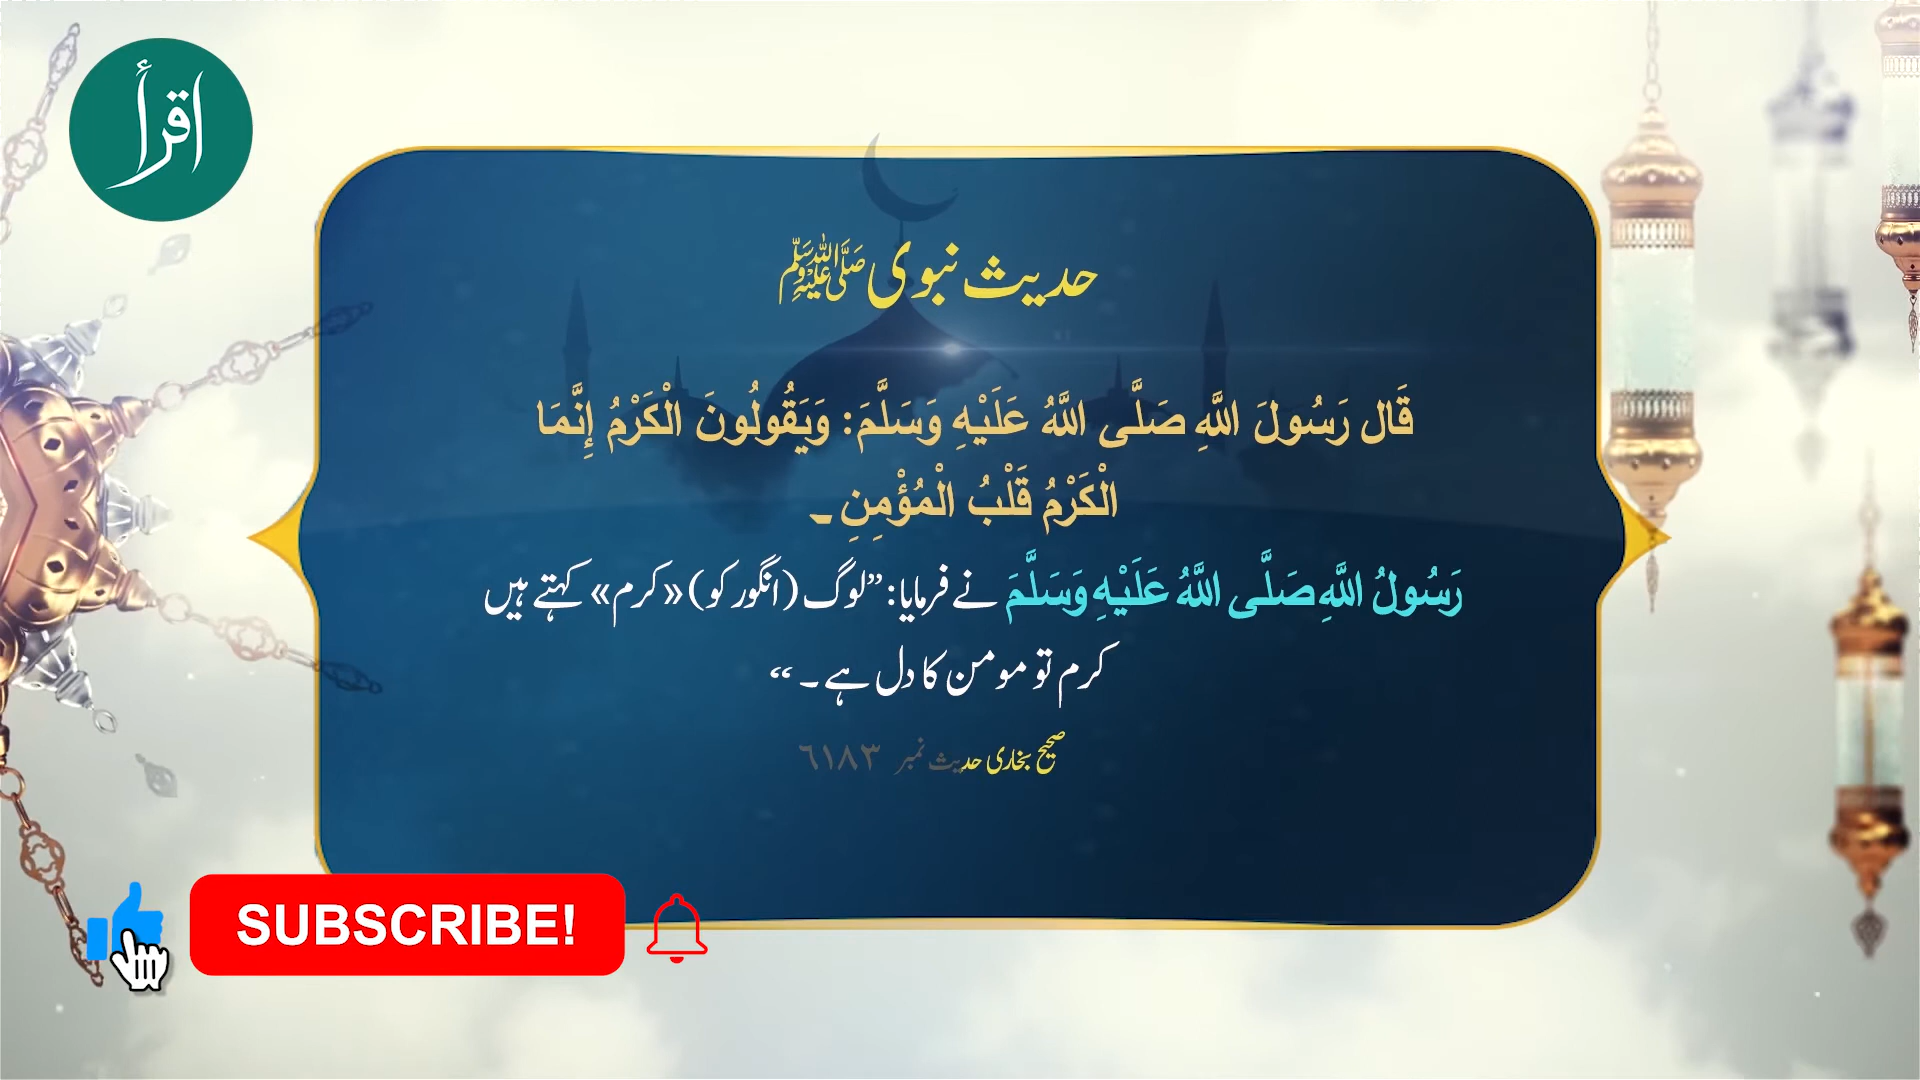 اقرأ
حدیث نبوی ﷺ
قَال رَسُولَ اللَّهِ صَلَّى اللَّهُ عَلَيْهِ وَسَلَّمَ: وَيَقُولُونَ الْكَرْمُ إِنَّمَا
الْكَرْمُ قَلْبُ الْمُؤْمِنِ ۔
رَسُولُ اللَّهِ صَلَّى اللَّهُ عَلَيْهِ وَسَلَّمَ نے فرمایا: ”لوگ (انگور کو) «کرم» کہتے ہیں
کرم تو مومن کا دل ہے ۔ “
صحیح بخاری حدیث نمبر ٦١٨٣
SUBSCRIBE!